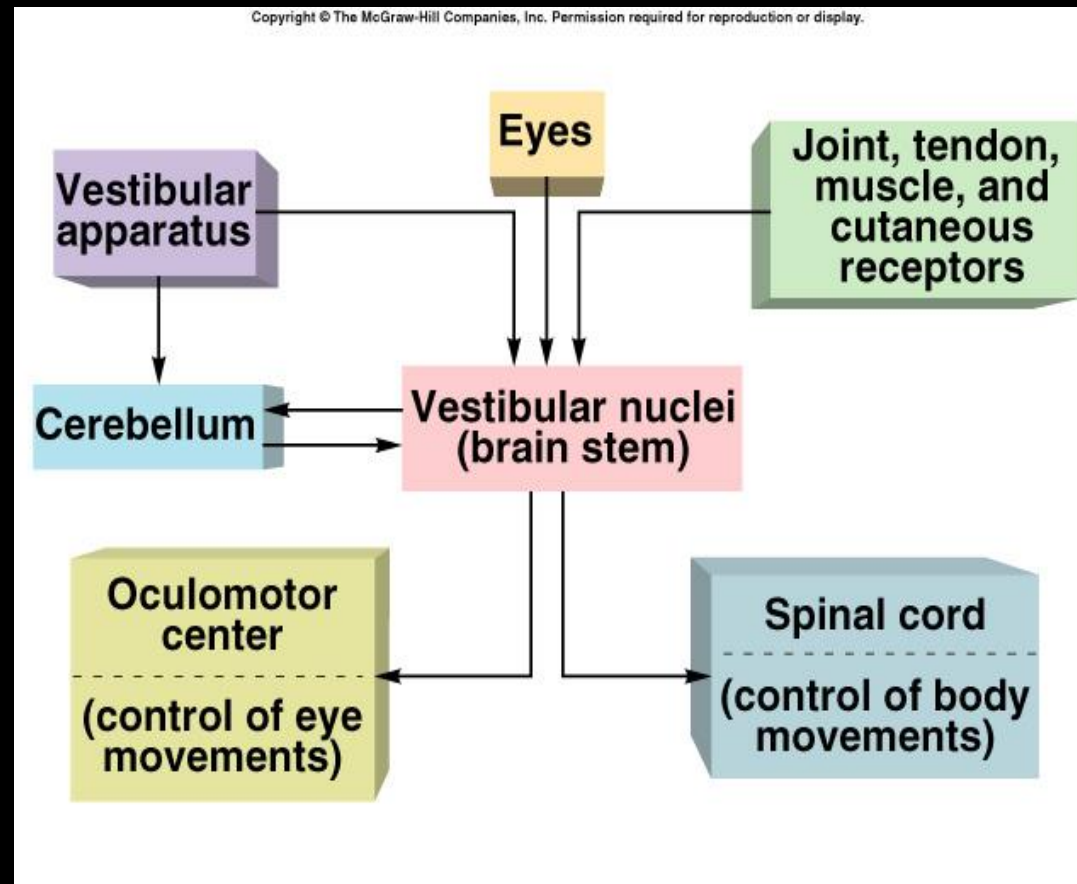 Copyright © The McGraw-Hill Companies, Inc. Permission required for reproduction or display.
Eyes
Vestibular
apparatus
Joint, tendon,
muscle, and
cutaneous
receptors
Cerebellum
Vestibular nuclei
(brain stem)
Oculomotor
center
(control of eye
movements)
Spinal cord
(control of body
movements)